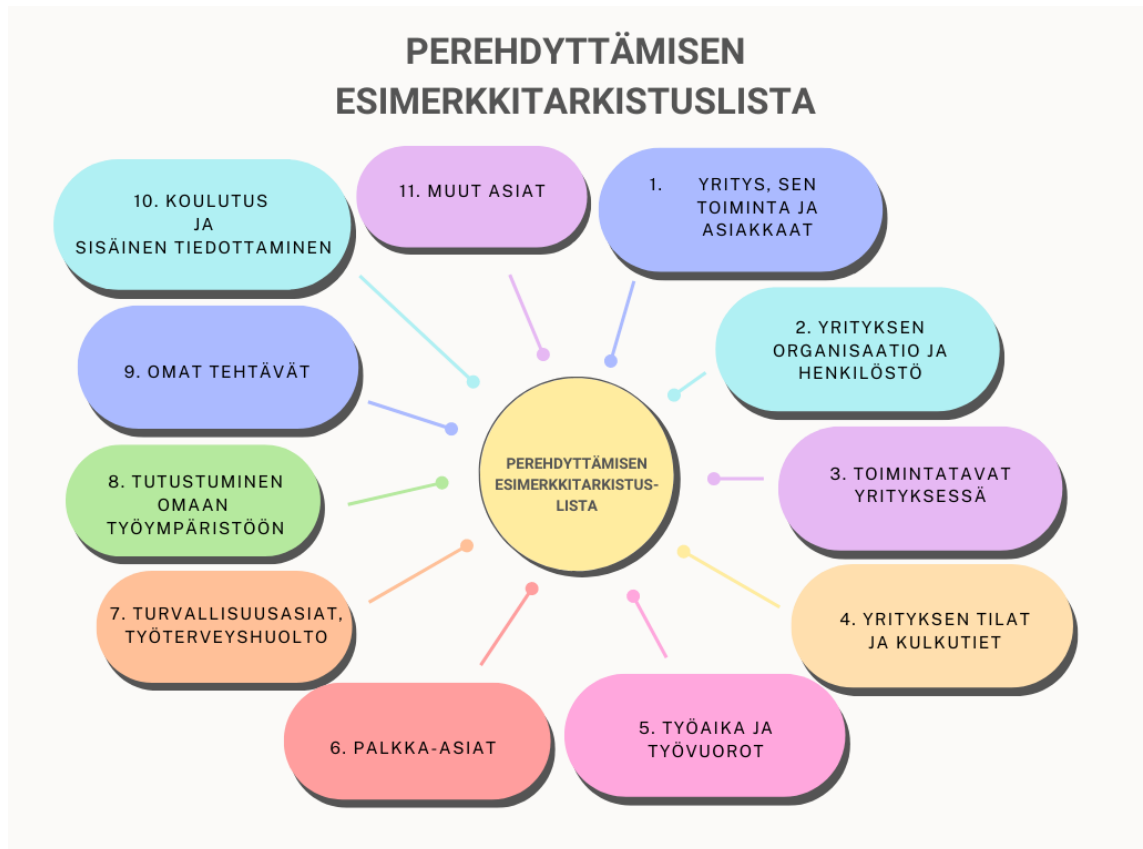 PEREHDYTTÄMISEN
ESIMERKKITARKISTUSLISTA
1. YRITYS, SEN
TOIMINTA JA
ASIAKKAAT
2. YRITYKSEN
ORGANISAATIO JA
HENKILÖSTÖ
3. TOIMINTATAVAT
YRITYKSESSÄ
4. YRITYKSEN TILAT
JA KULKUTIET
5. TYÖAIKA JA
TYÖVUOROT
6. PALKKA-ASIAT
7. TURVALLISUUSASIAT,
TYÖTERVEYSHUOLTO
8. TUTUSTUMINEN
OMAAN
TYÖYMPÄRISTÖÖN
9. OMAT TEHTÄVÄT
10. KOULUTUS
JA
SISÄINEN TIEDOTTAMINEN
11. MUUT ASIAT
PEREHDYTTÄMISEN
ESIMERKKITARKISTUS-
LISTA